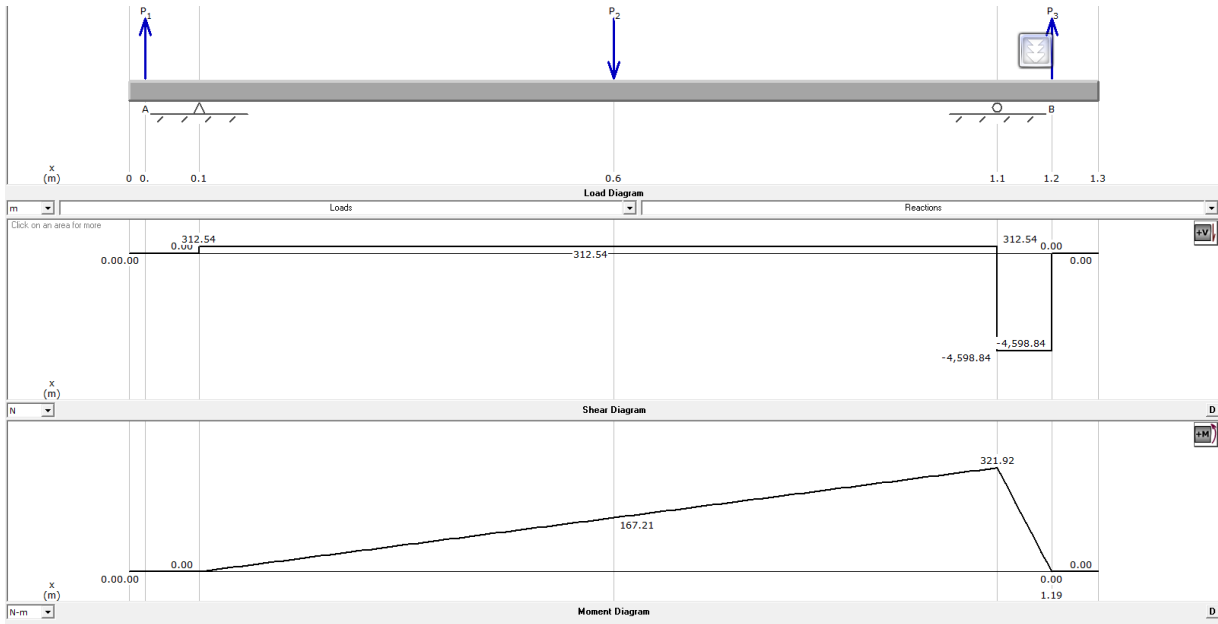 P1 P2 P3
A B
x
(m) 0 0. 0.1 0.6 1.1 1.2 1.3
Load Diagram
m Loads Reactions
Click on an area for more
+V
312.54 312.54
0.00 0.00
0.00.00 312.54 0.00
-4,598.84
-4,598.84
x
(m)
N Shear Diagram D
+M
321.92
167.21
0.00 0.00
0.00.00 0.00
x
(m) 1.19
N-m Moment Diagram D